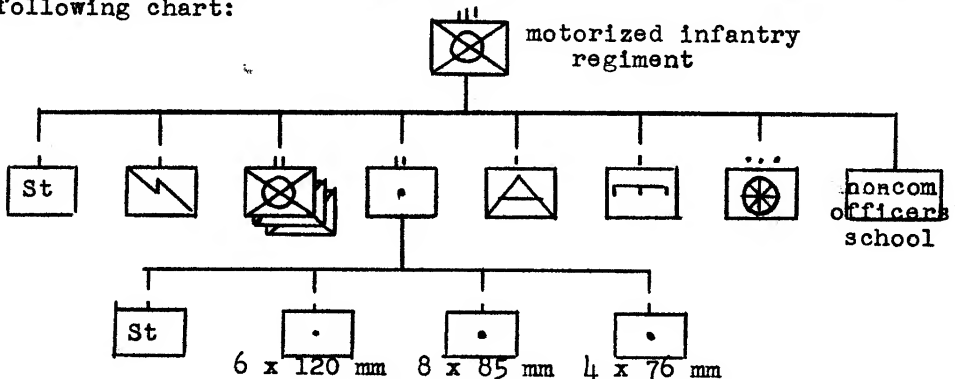 following chart:
motorized infantry
regiment
St
noncom
officers
school
St
6 x 120 mm 8 x 85 mm 4 x 76 mm